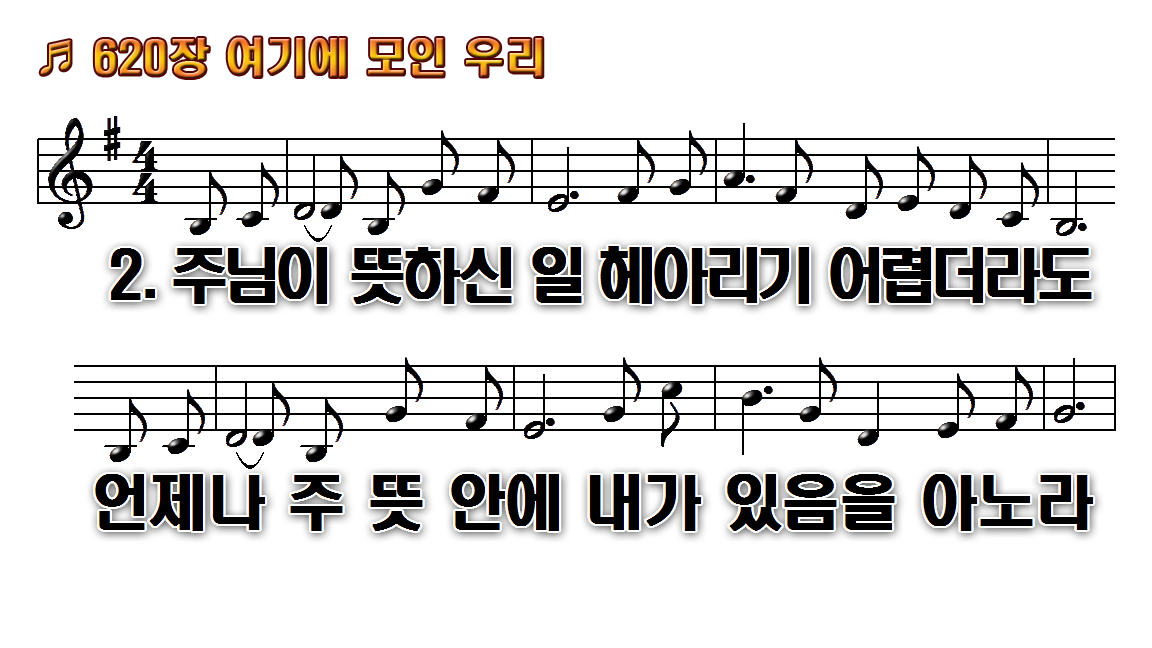 ♬ 620장 여기에 모인 우리
2. 주님이 뜻하신 일 헤아리기 어렵더라도
언제나 주 뜻 안에 내가 있음을 아노라